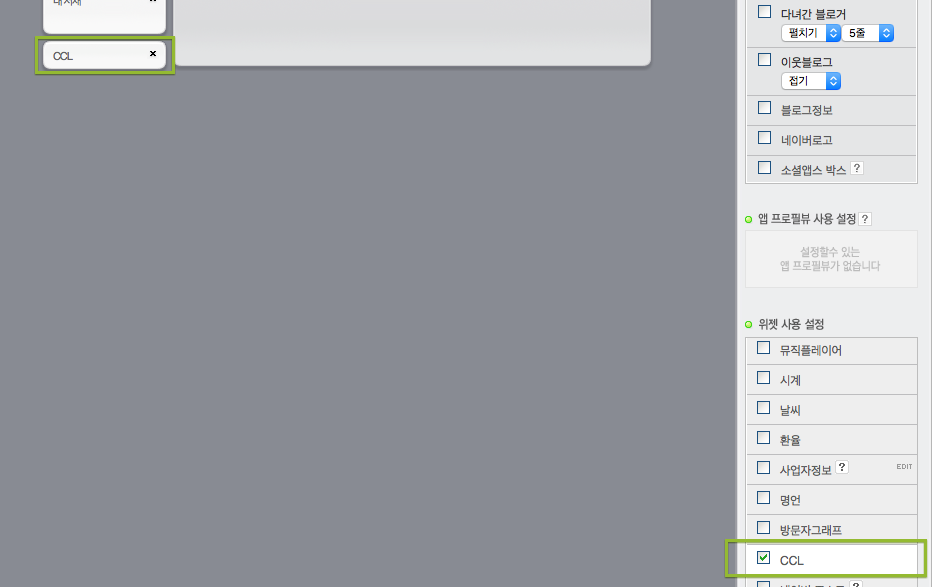 CCL
다녀간 블로거
펼치기 5줄
이웃블로그
접기
블로그정보
네이버로고
소셜앱스 박스 ?
앱 프로필뷰 사용 설정 ?
설정할수 있는
앱 프로필뷰가 없습니다
위젯 사용 설정
뮤직플레이어
시계
날씨
환율
사업자정보 ? EDIT
명언
방문자그래프
CCL